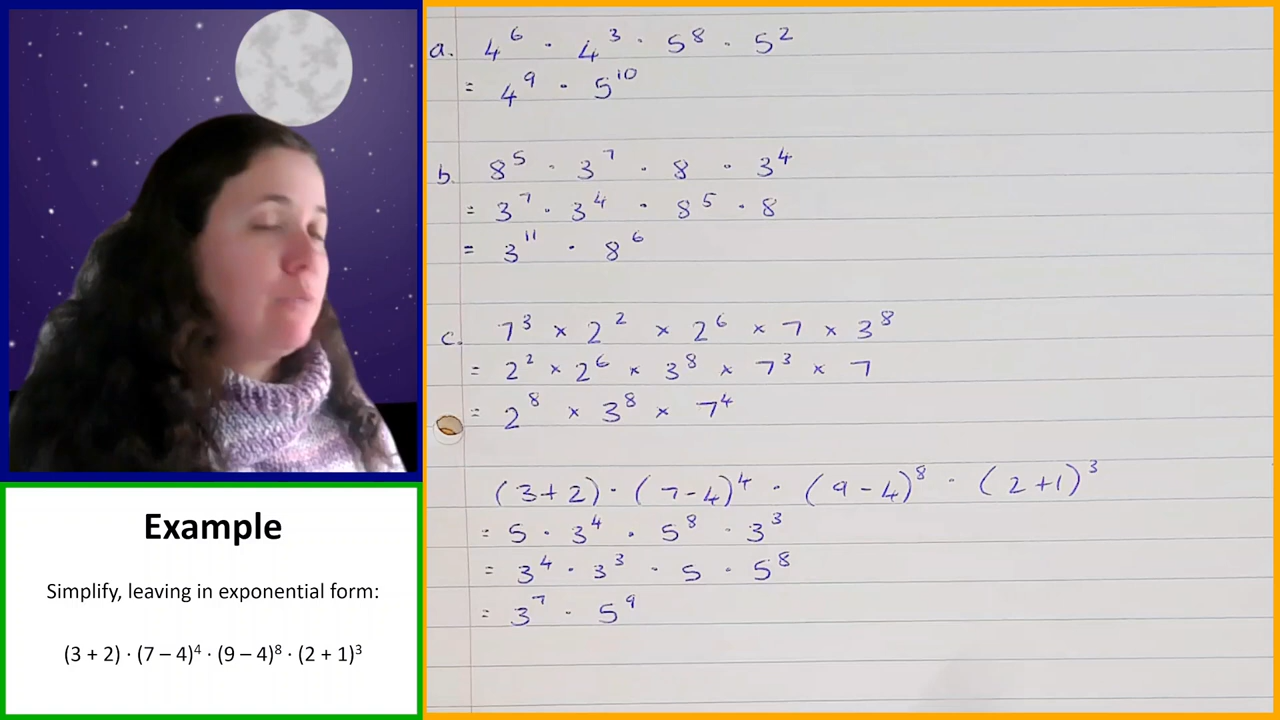 a. 4⁶ · 4³ · 5⁸ · 5²
= 4⁹ · 5¹⁰
b. 8⁵ · 3⁷ · 8 · 3⁴
= 3⁷ · 3⁴ · 8⁵ · 8
= 3¹¹ · 8⁶
c. 7³ × 2² × 2⁶ × 7 × 3⁸
= 2² × 2⁶ × 3⁸ × 7³ × 7
= 2⁸ × 3⁸ × 7⁴
(3+2) · (7-4)⁴ · (9-4)⁸ · (2+1)³
= 5 · 3⁴ · 5⁸ · 3³
= 3⁴ · 3³ · 5 · 5⁸
= 3⁷ · 5⁹
Example
Simplify, leaving in exponential form:
(3 + 2) · (7 – 4)⁴ · (9 – 4)⁸ · (2 + 1)³